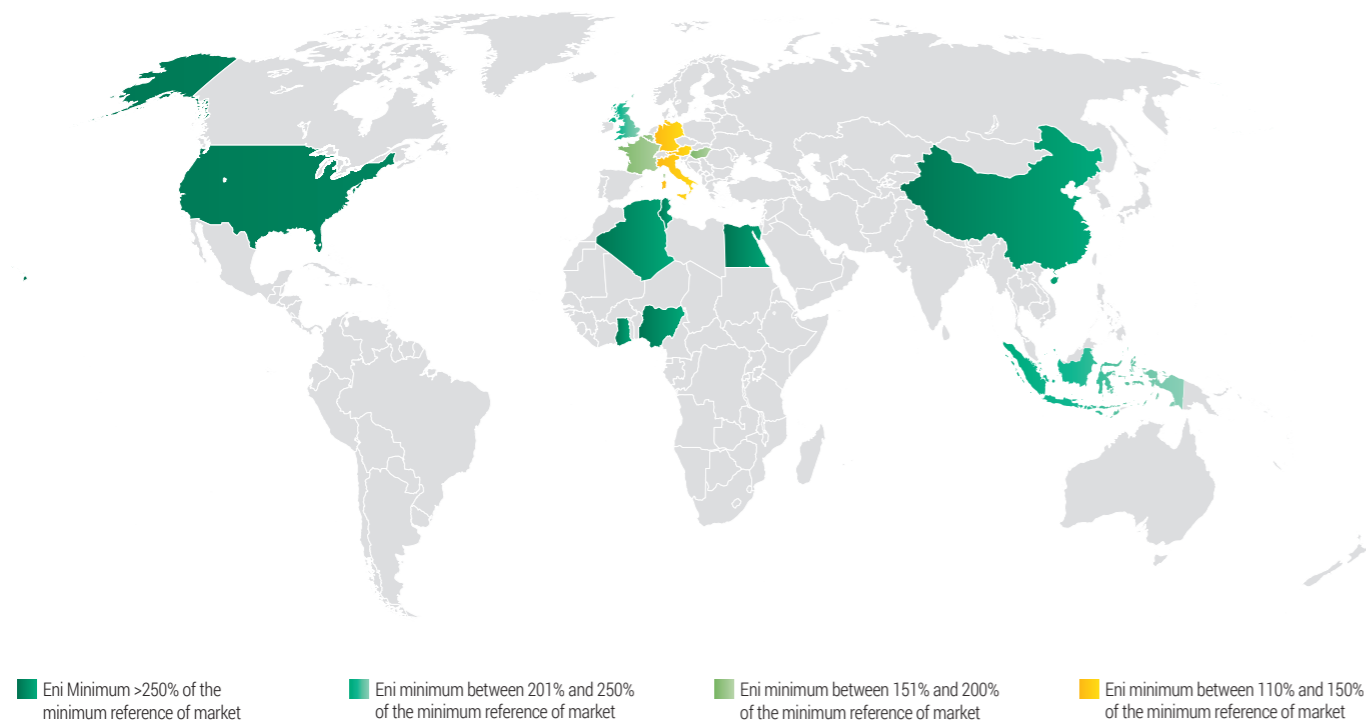 Eni Minimum >250% of the
minimum reference of market
Eni minimum between 201% and 250%
of the minimum reference of market
Eni minimum between 151% and 200%
of the minimum reference of market
Eni minimum between 110% and 150%
of the minimum reference of market